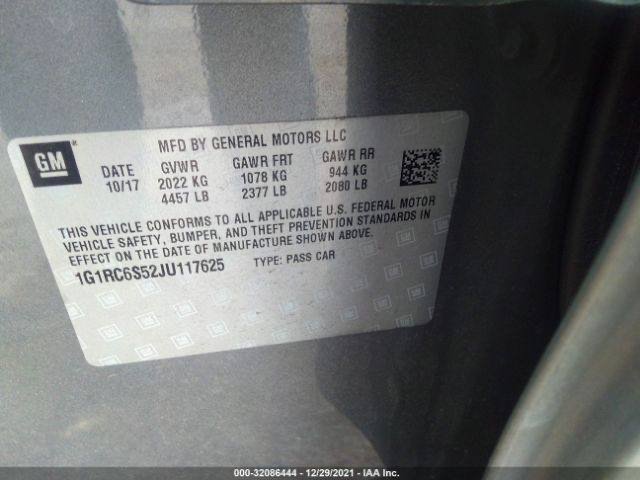 GM
MFD BY GENERAL MOTORS LLC
DATE GVWR GAWR FRT GAWR RR
10/17 2022 KG 1078 KG 944 KG
4457 LB 2377 LB 2080 LB
THIS VEHICLE CONFORMS TO ALL APPLICABLE U.S. FEDERAL MOTOR
VEHICLE SAFETY, BUMPER, AND THEFT PREVENTION STANDARDS IN
EFFECT ON THE DATE OF MANUFACTURE SHOWN ABOVE.
1G1RC6S52JU117625 TYPE: PASS CAR
000-32086444 - 12/29/2021 - IAA Inc.